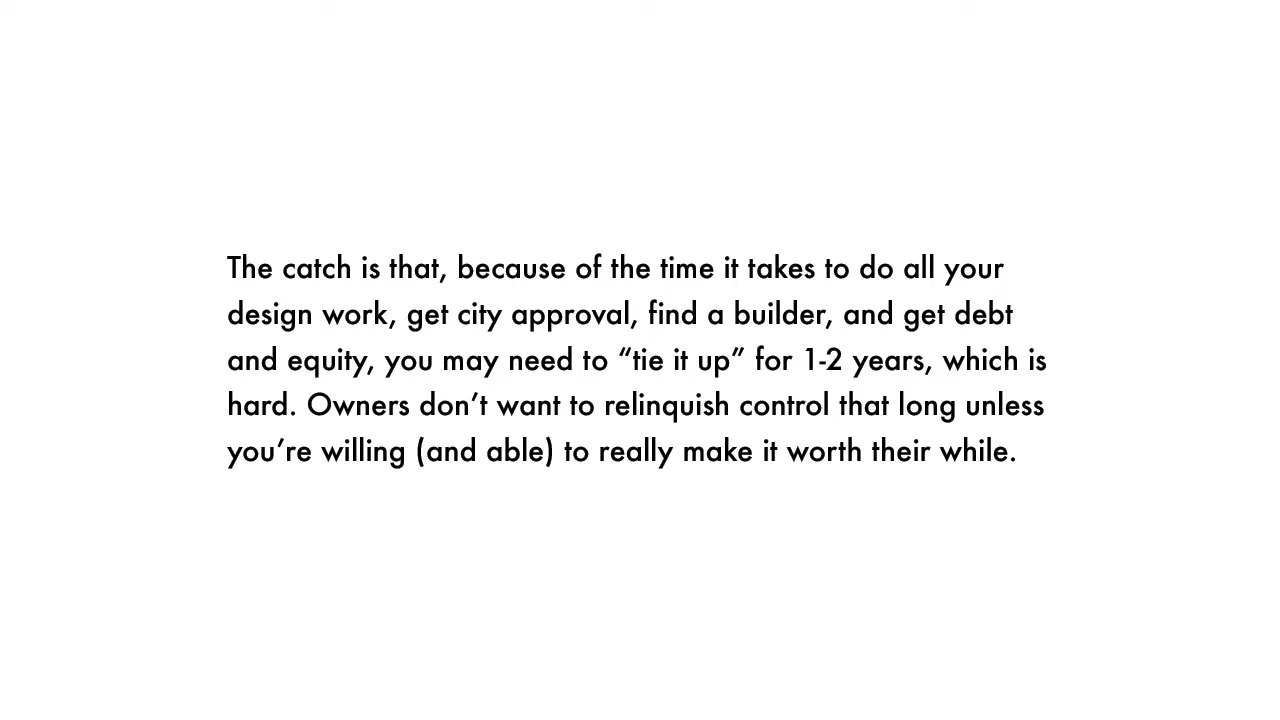 The catch is that, because of the time it takes to do all your
design work, get city approval, find a builder, and get debt
and equity, you may need to “tie it up” for 1-2 years, which is
hard. Owners don’t want to relinquish control that long unless
you’re willing (and able) to really make it worth their while.